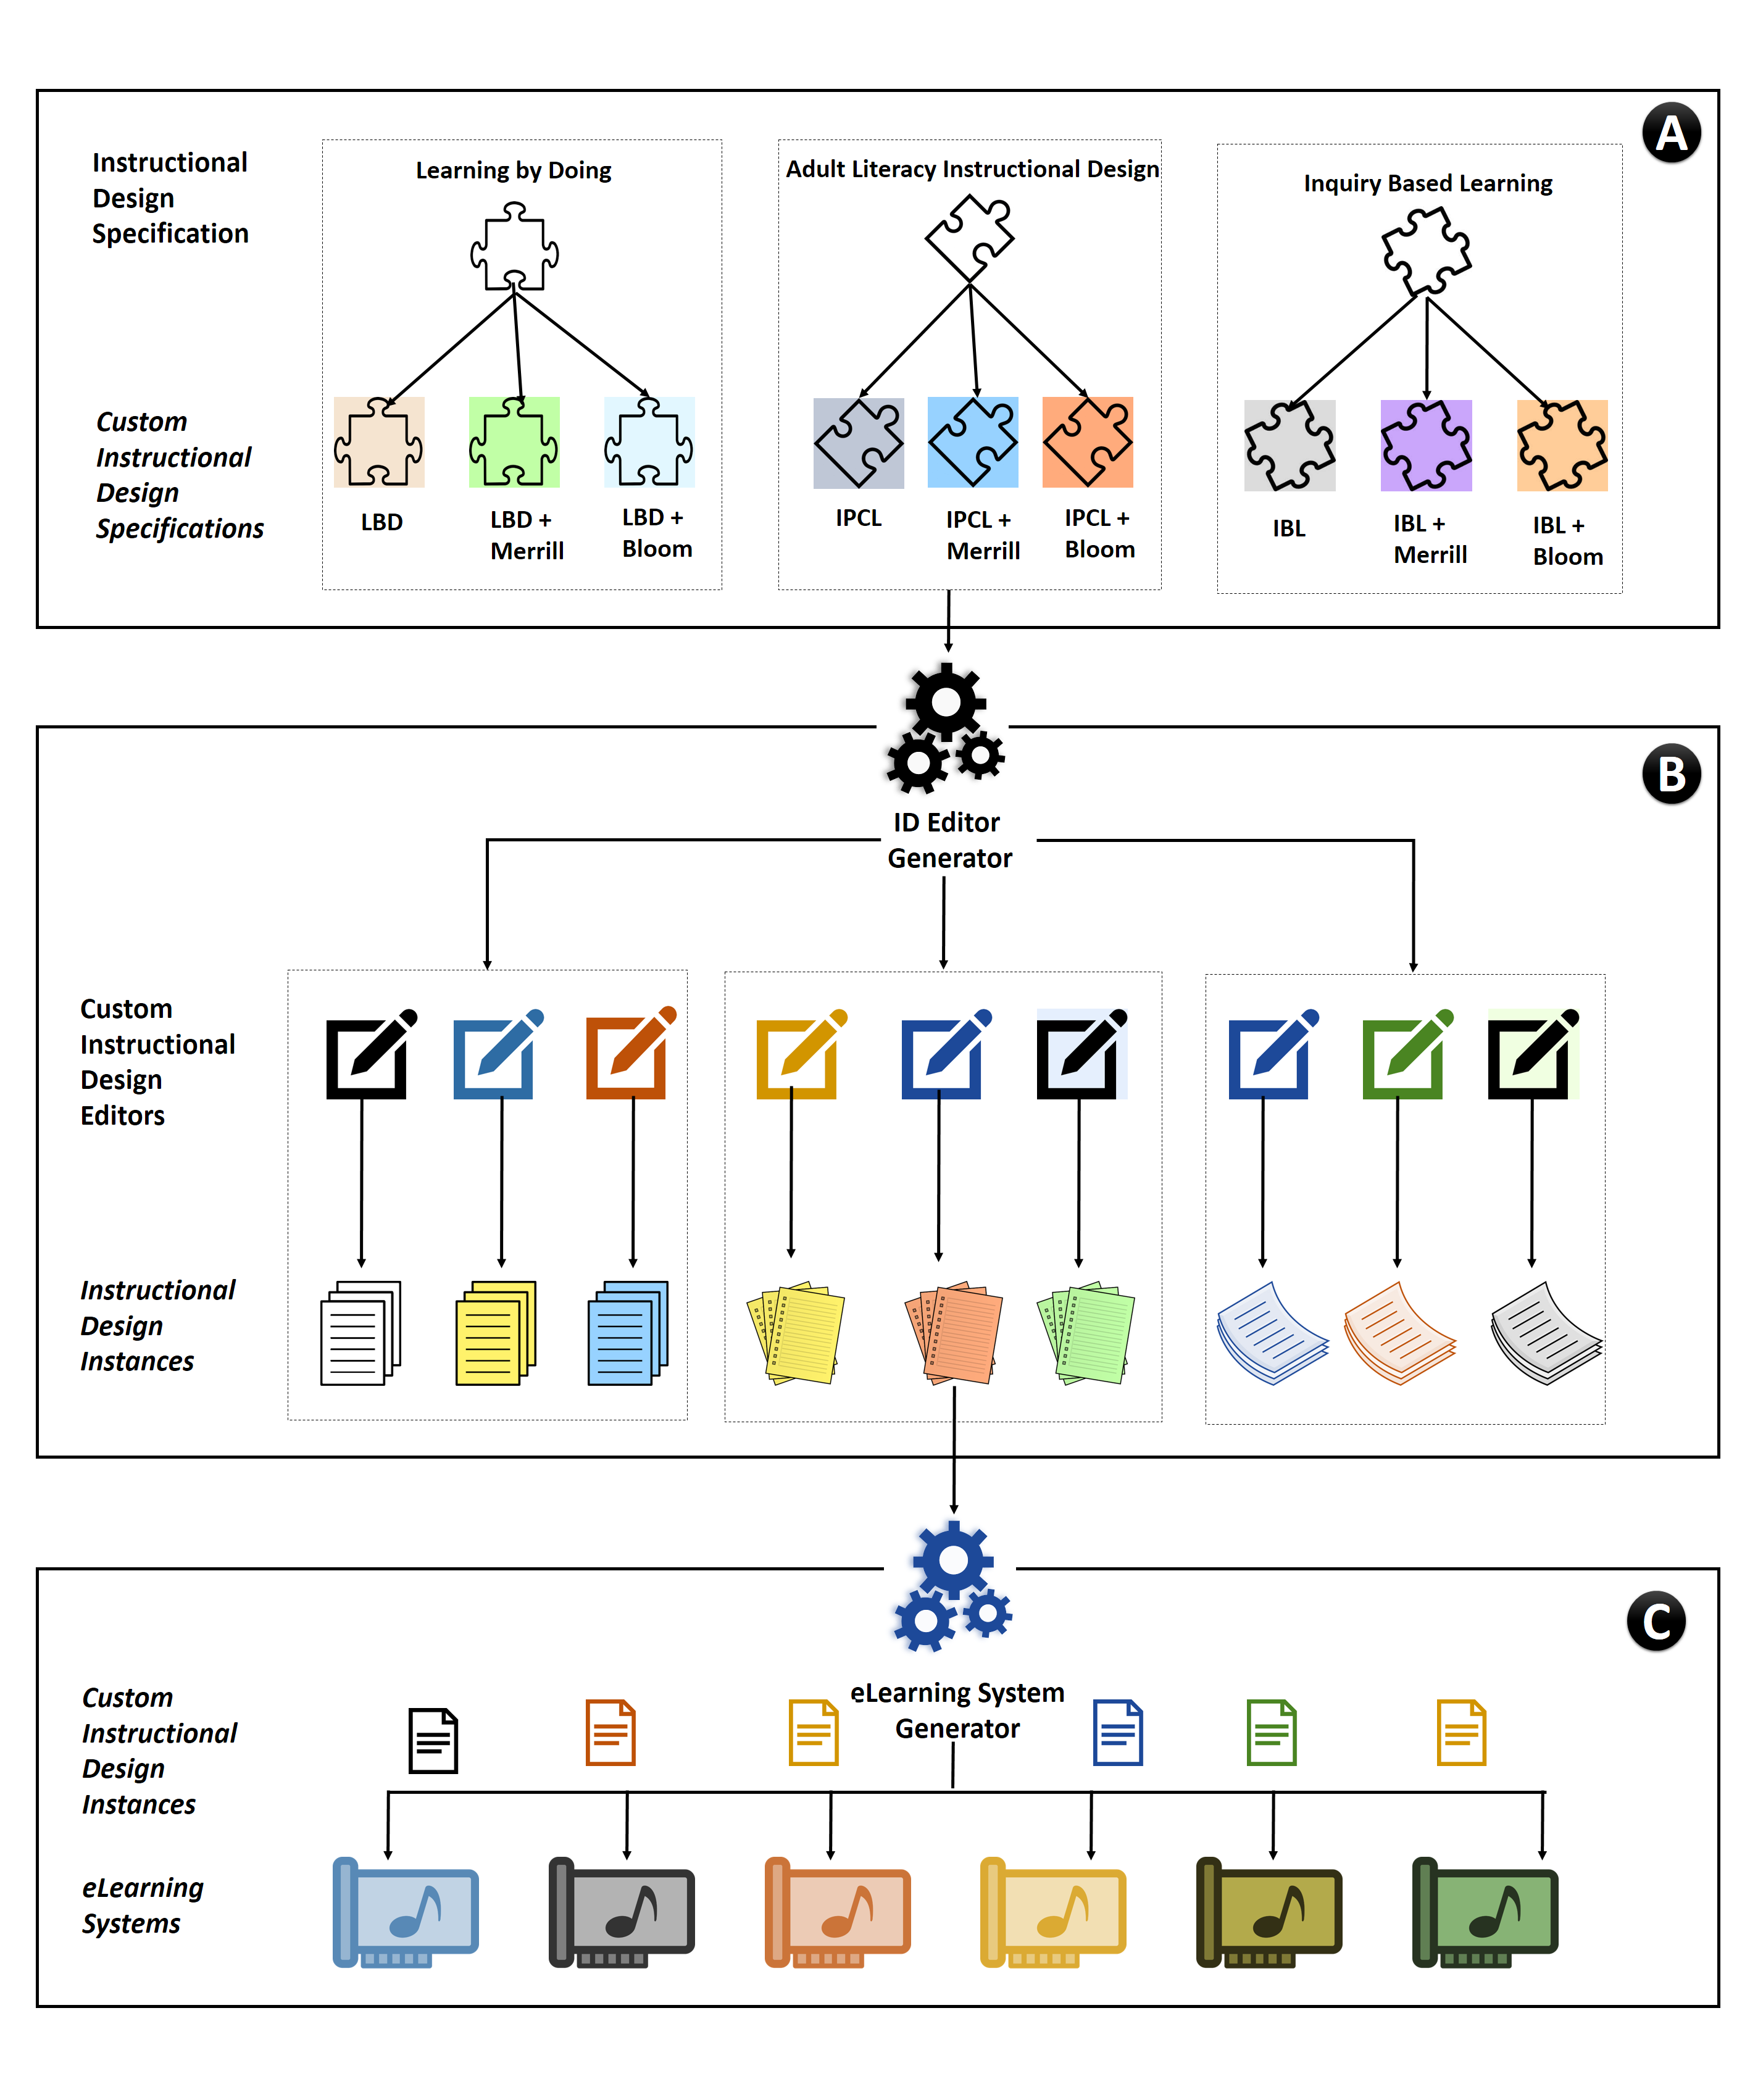 A
Instructional
Design
Specification
Learning by Doing
Adult Literacy Instructional Design
Inquiry Based Learning
Custom
Instructional
Design
Specifications
LBD
LBD +
Merrill
LBD +
Bloom
IPCL
IPCL +
Merrill
IPCL +
Bloom
IBL
IBL +
Merrill
IBL +
Bloom
B
ID Editor
Generator
Custom
Instructional
Design
Editors
Instructional
Design
Instances
C
eLearning System
Generator
Custom
Instructional
Design
Instances
eLearning
Systems